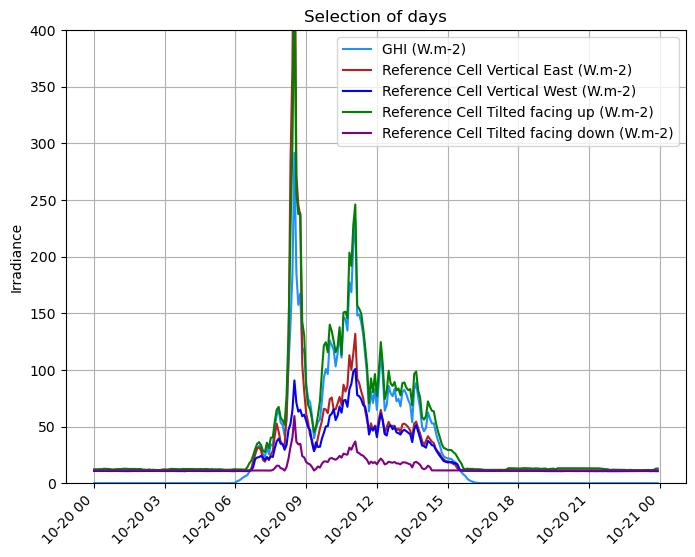 Selection of days
GHI (W.m-2)
Reference Cell Vertical East (W.m-2)
Reference Cell Vertical West (W.m-2)
Reference Cell Tilted facing up (W.m-2)
Reference Cell Tilted facing down (W.m-2)
Irradiance
400
350
300
250
200
150
100
50
0
10-20 00
10-20 03
10-20 06
10-20 09
10-20 12
10-20 15
10-20 18
10-20 21
10-21 00